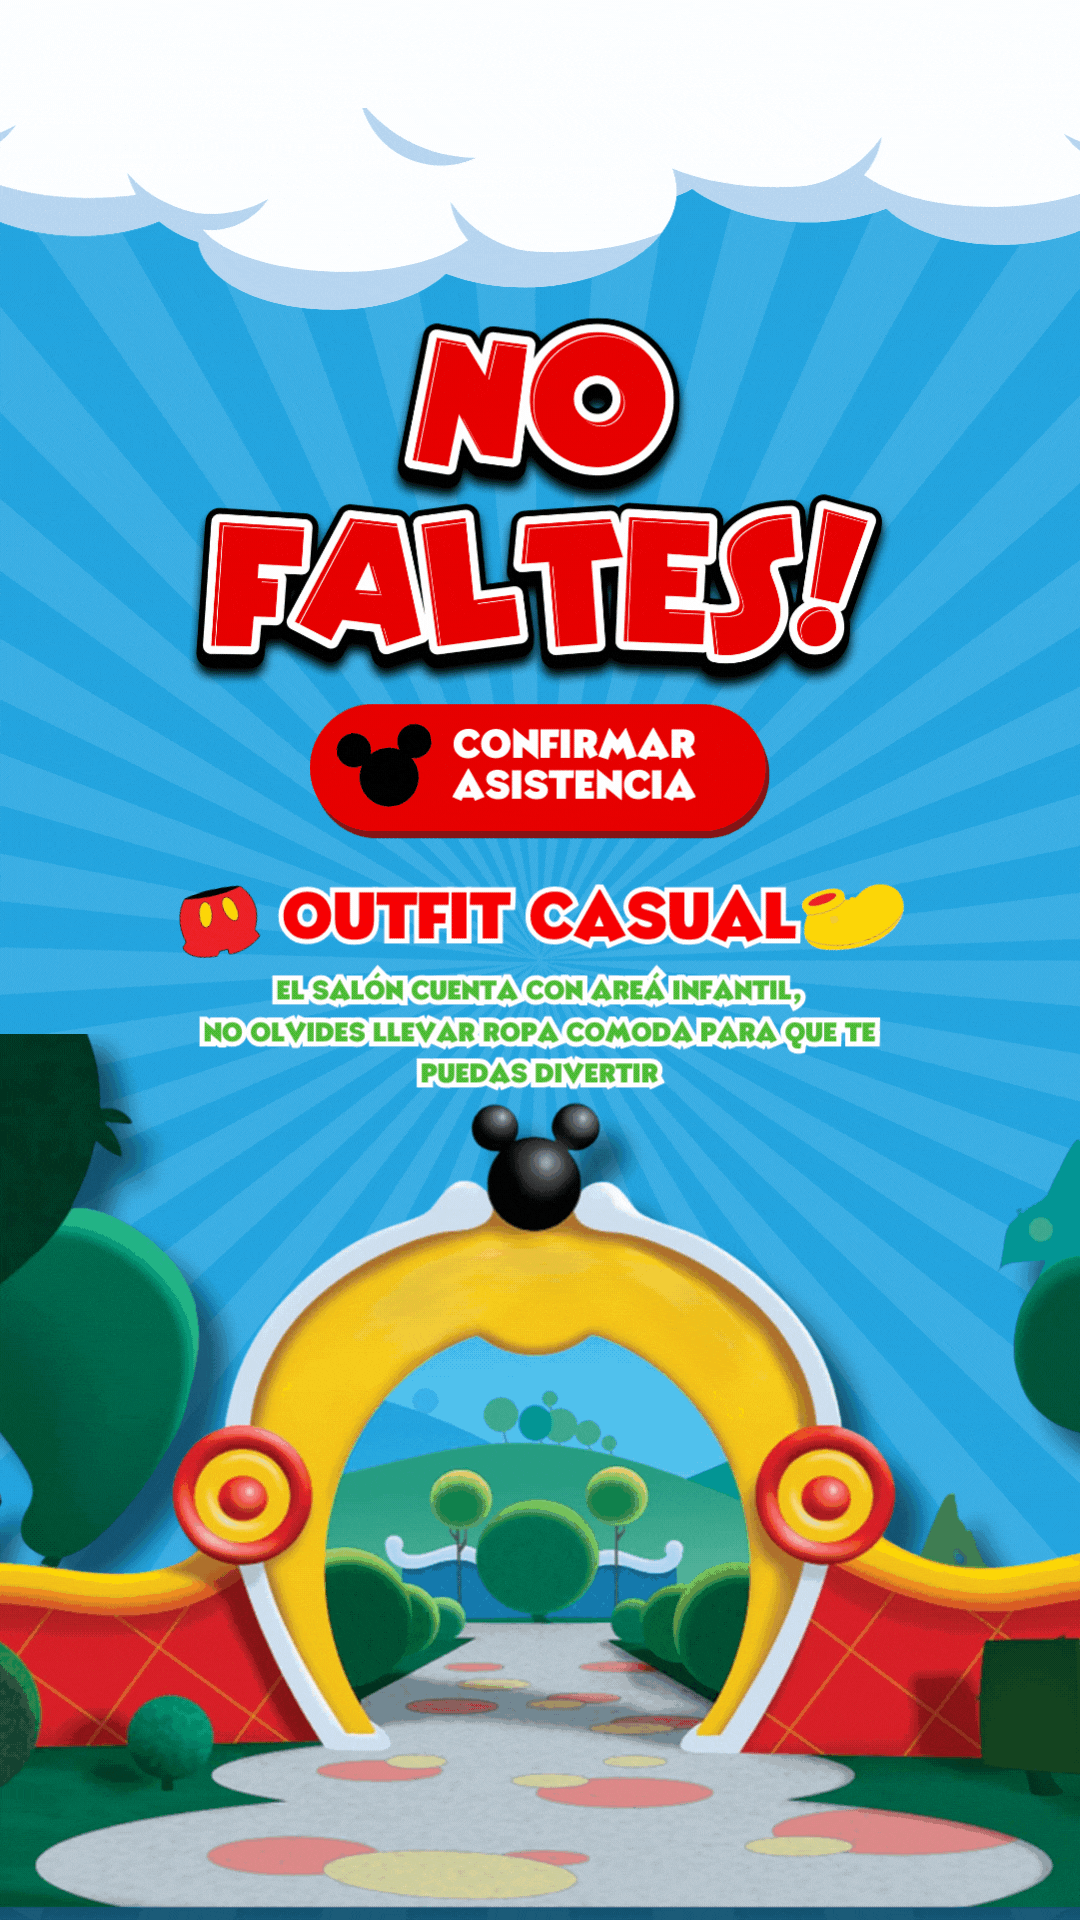 NO
FALTES!
CONFIRMAR
ASISTENCIA
OUTFIT CASUAL
EL SALÓN CUENTA CON AREÁ INFANTIL,
NO OLVIDES LLEVAR ROPA COMODA PARA QUE TE
PUEDAS DIVERTIR